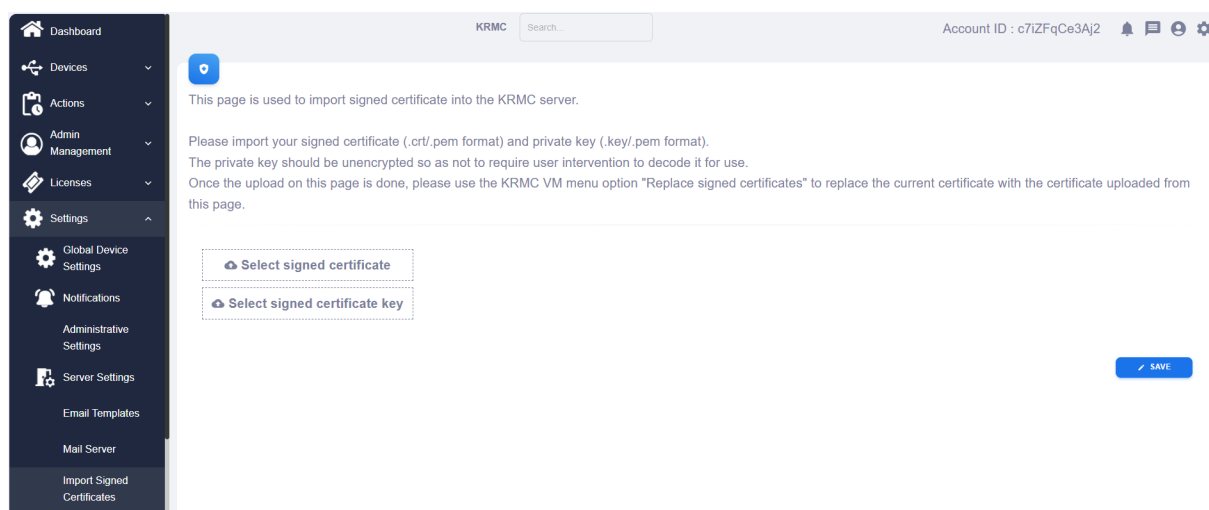 Dashboard
KRMC
Search...
Account ID : c7iZFqCe3Aj2
Devices
Actions
Admin
Management
Licenses
Settings
Global Device
Settings
Notifications
Administrative
Settings
Server Settings
Email Templates
Mail Server
Import Signed
Certificates
This page is used to import signed certificate into the KRMC server.
Please import your signed certificate (.crt/.pem format) and private key (.key/.pem format).
The private key should be unencrypted so as not to require user intervention to decode it for use.
Once the upload on this page is done, please use the KRMC VM menu option "Replace signed certificates" to replace the current certificate with the certificate uploaded from
this page.
Select signed certificate
Select signed certificate key
SAVE